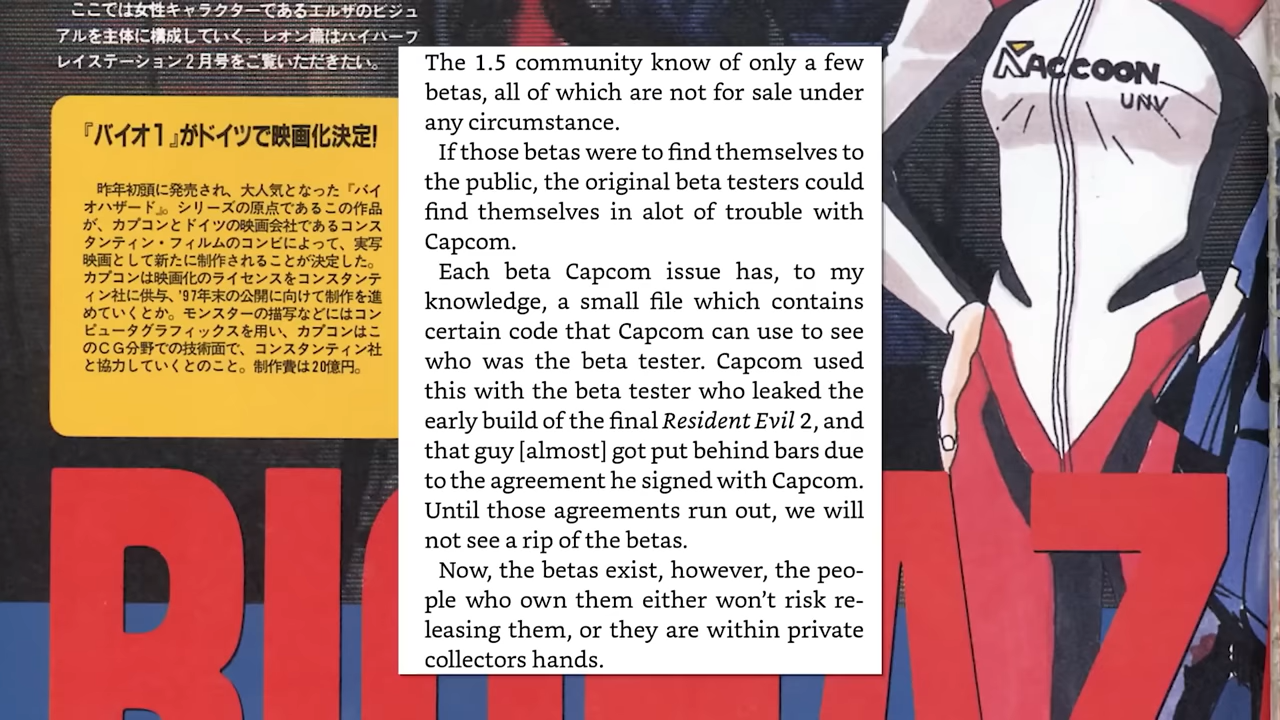 ここでは女性キャラクターであるエルザのビジュ
アルを主体に構成していく。レオン篇はハイパープ
レイステーション2月号をご覧いただきたい。
『バイオ1』がドイツで映画化決定!
昨年初頭に発売され、大人気となった『バイ
オハザード』。シリーズの原点であるこの作品
が、カプコンとドイツの映画会社であるコンス
タンティン・フィルムのコンビによって、実写
映画として新たに制作されることが決定した。
カプコンは映画化のライセンスをコンスタンテ
ィン社に供与、'97年末の公開に向けて制作を進
めていくとか。モンスターの描写などにはコン
ピュータグラフィックスを用い、カプコンはこ
のCG分野での技術面で、コンスタンティン社
と協力していくとのこと。制作費は20億円。
The 1.5 community know of only a few
betas, all of which are not for sale under
any circumstance.
If those betas were to find themselves to
the public, the original beta testers could
find themselves in alot of trouble with
Capcom.
Each beta Capcom issue has, to my
knowledge, a small file which contains
certain code that Capcom can use to see
who was the beta tester. Capcom used
this with the beta tester who leaked the
early build of the final Resident Evil 2, and
that guy [almost] got put behind bars due
to the agreement he signed with Capcom.
Until those agreements run out, we will
not see a rip of the betas.
Now, the betas exist, however, the peo-
ple who own them either won't risk re-
leasing them, or they are within private
collectors hands.
RACCOON
UNV